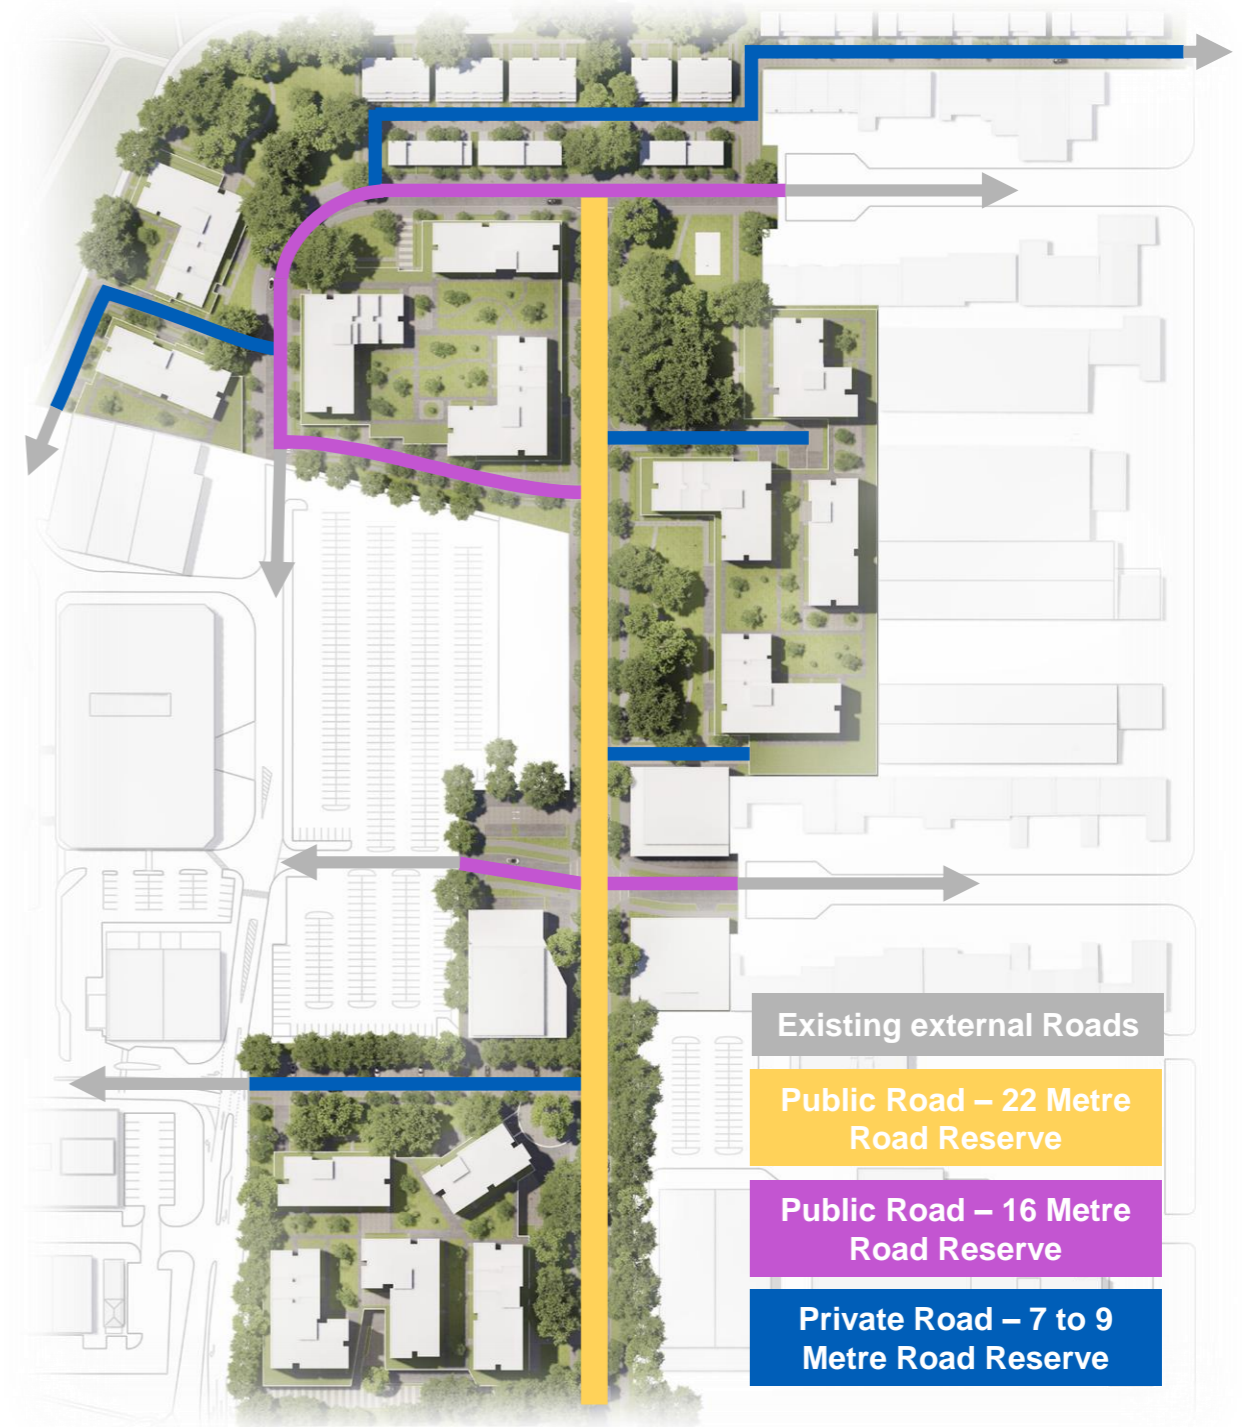 Existing external Roads
Public Road – 22 Metre
Road Reserve
Public Road – 16 Metre
Road Reserve
Private Road – 7 to 9
Metre Road Reserve